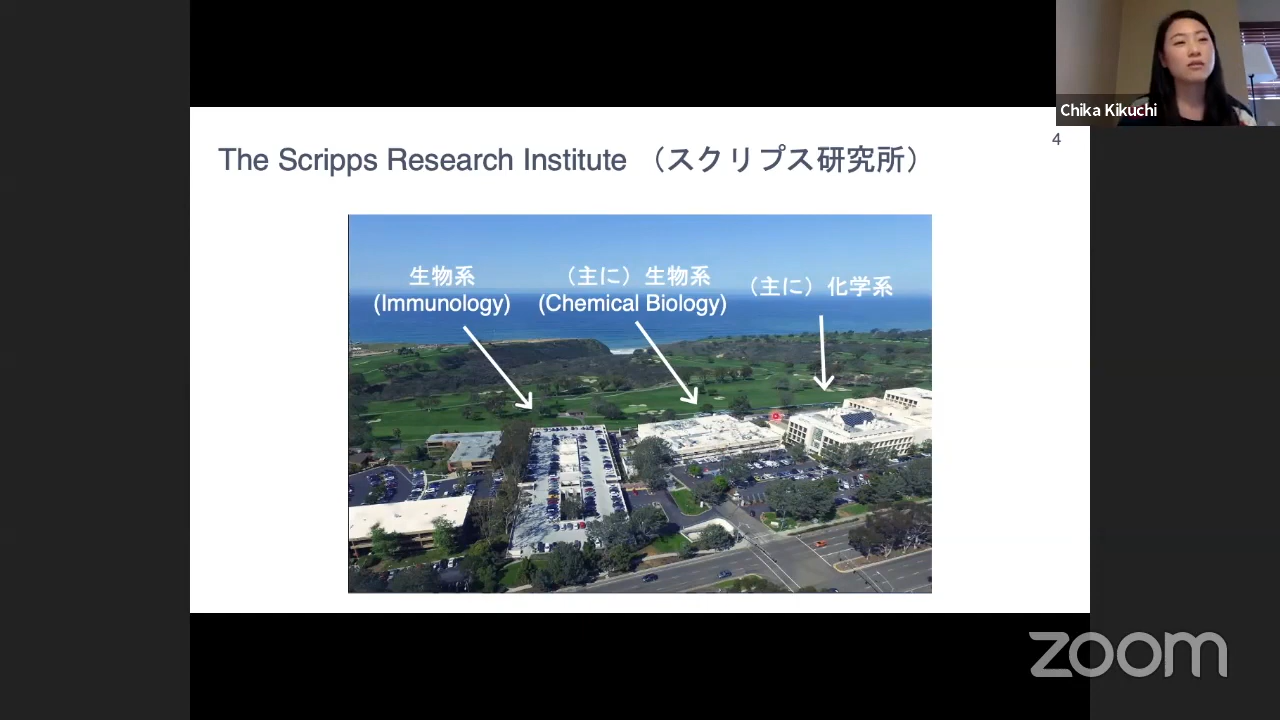 Chika Kikuchi
4
The Scripps Research Institute （スクリプス研究所）
生物系
(Immunology)
（主に）生物系
(Chemical Biology)
（主に）化学系
zoom